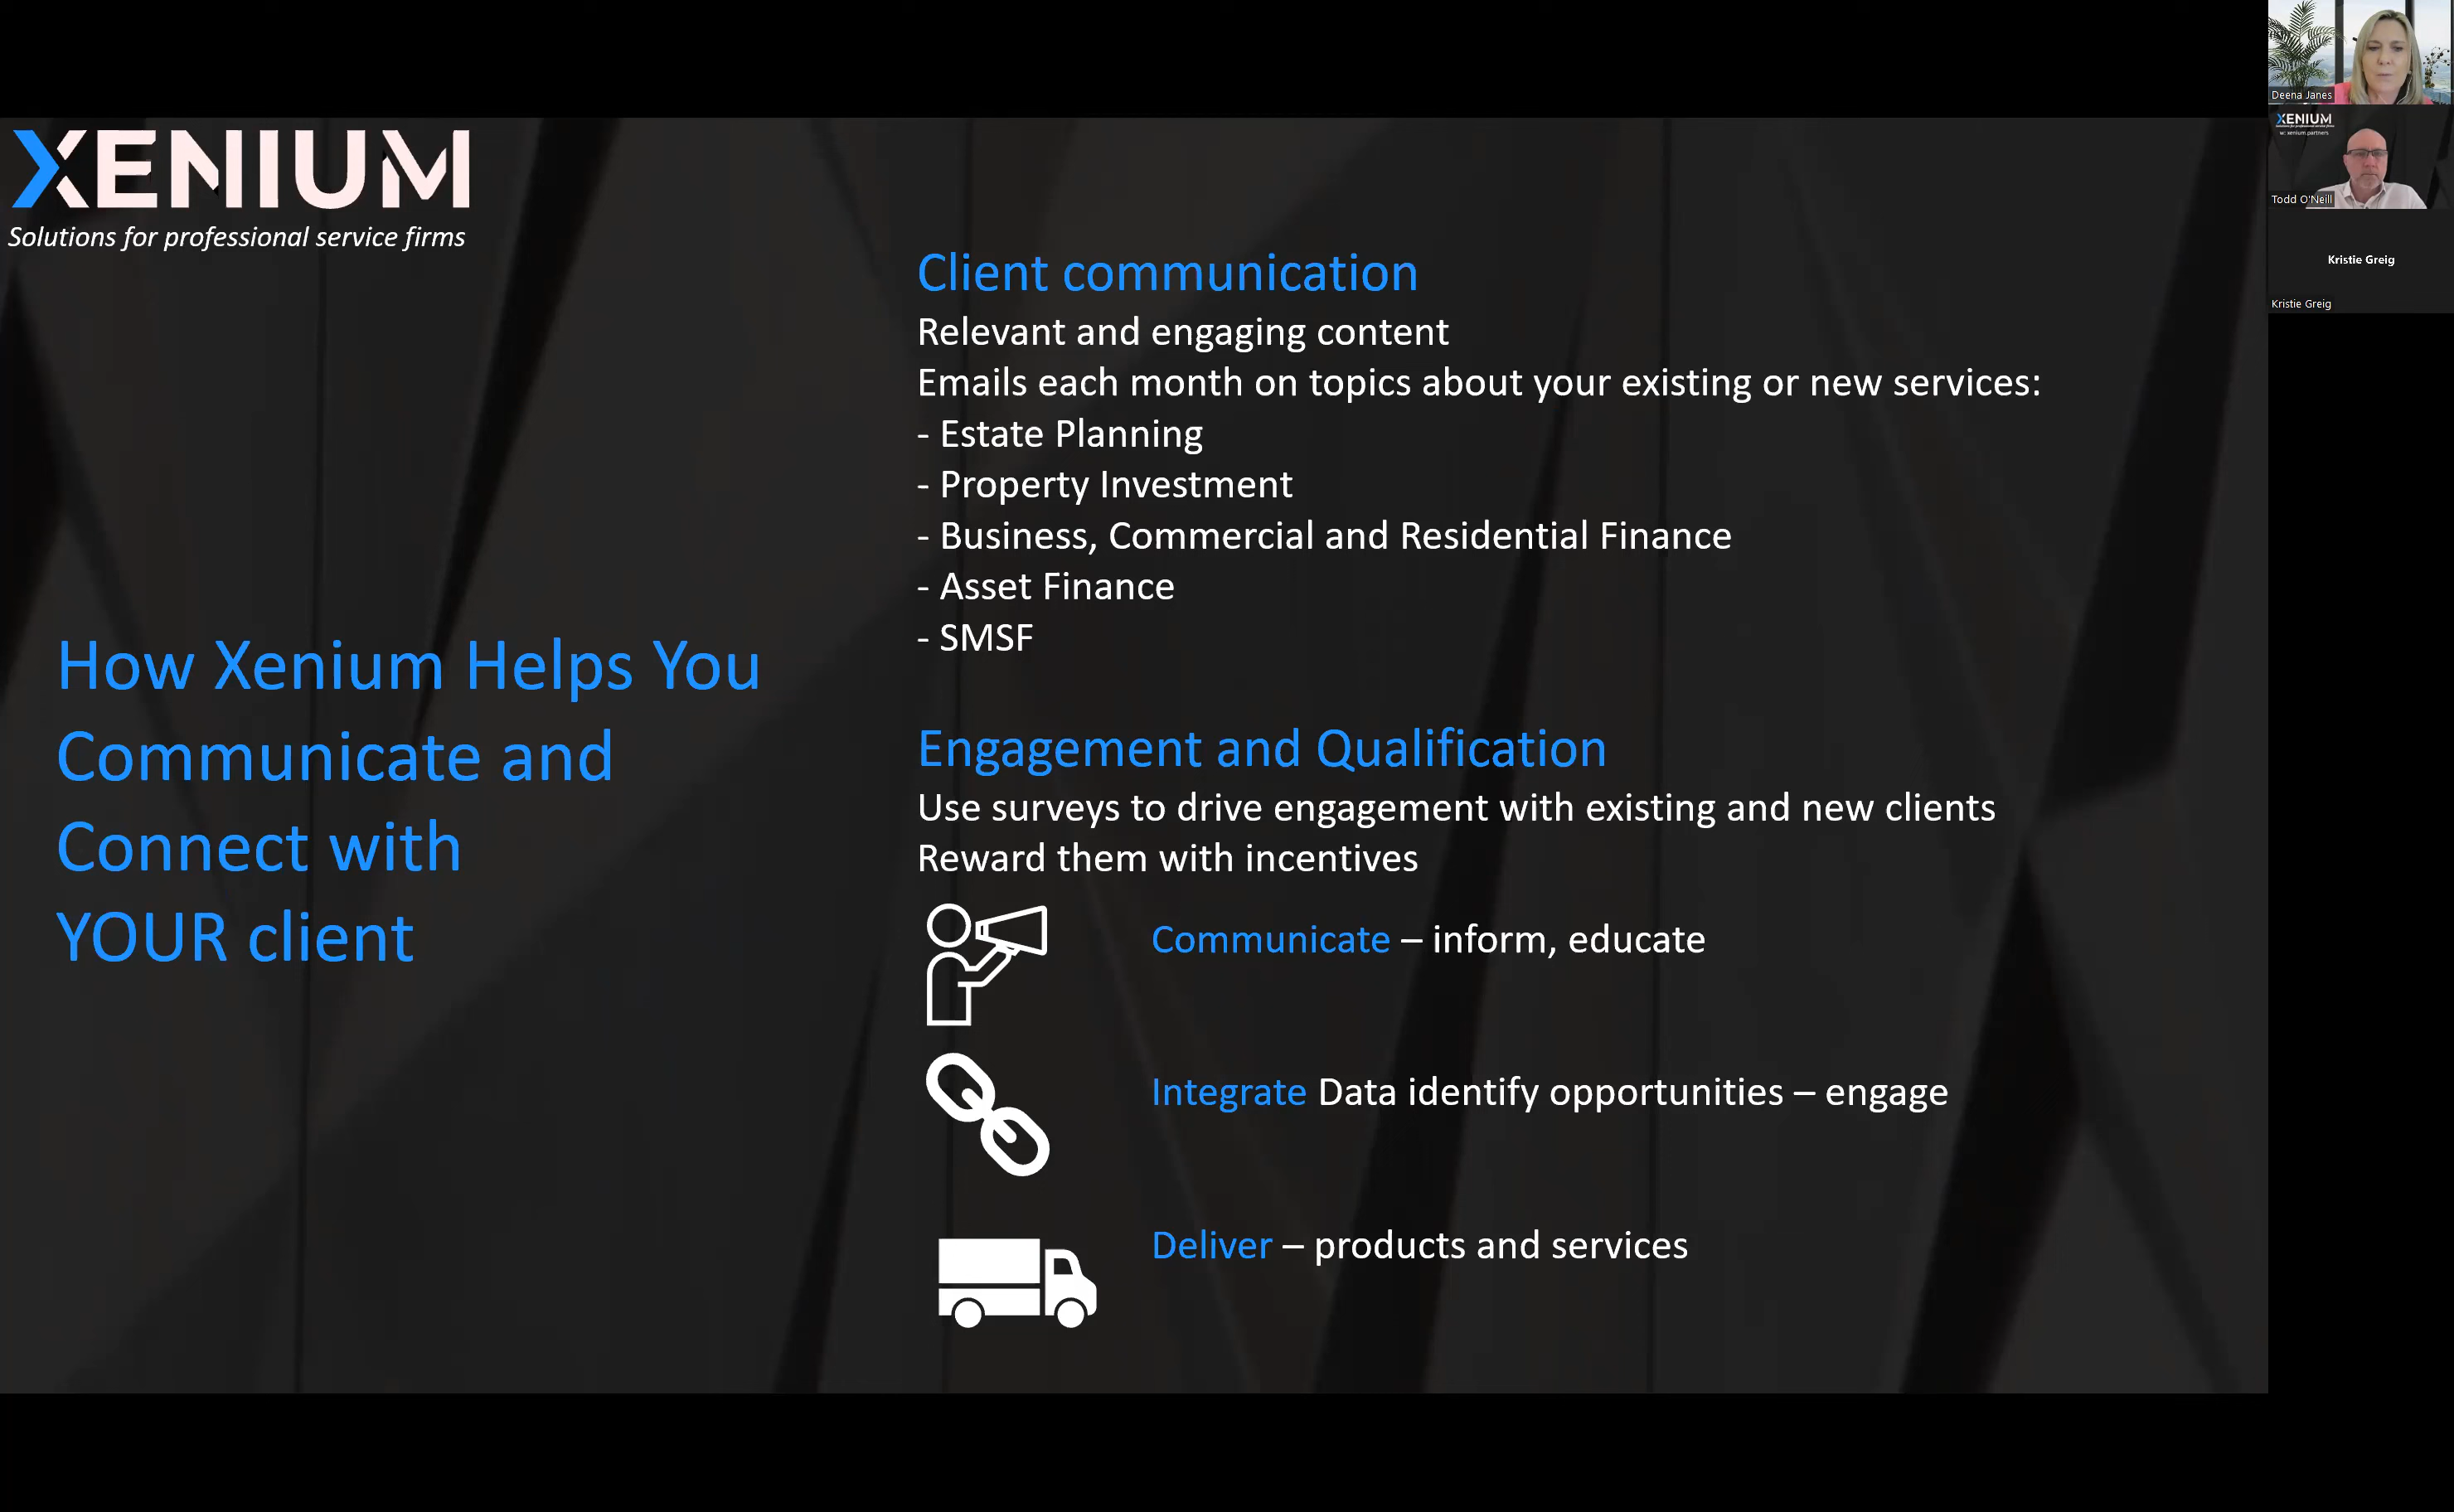 XENIUM
Solutions for professional service firms
How Xenium Helps You
Communicate and
Connect with
YOUR client
Client communication
Relevant and engaging content
Emails each month on topics about your existing or new services:
- Estate Planning
- Property Investment
- Business, Commercial and Residential Finance
- Asset Finance
- SMSF
Engagement and Qualification
Use surveys to drive engagement with existing and new clients
Reward them with incentives
Communicate – inform, educate
Integrate Data identify opportunities – engage
Deliver – products and services
Deena Janes
XENIUM
Todd O'Neill
Kristie Greig
Kristie Greig